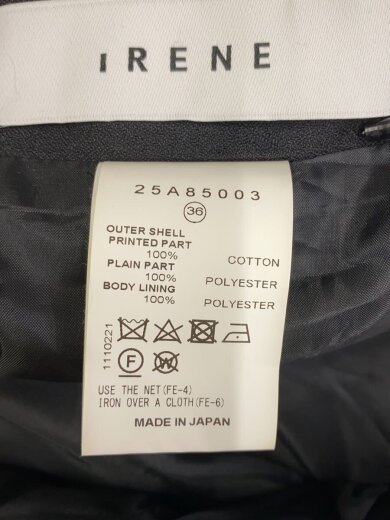 IRENE
25A85003
36
OUTER SHELL
PRINTED PART
100% COTTON
PLAIN PART
100% POLYESTER
BODY LINING
100% POLYESTER
1110221
F W
USE THE NET(FE-4)
IRON OVER A CLOTH(FE-6)
MADE IN JAPAN